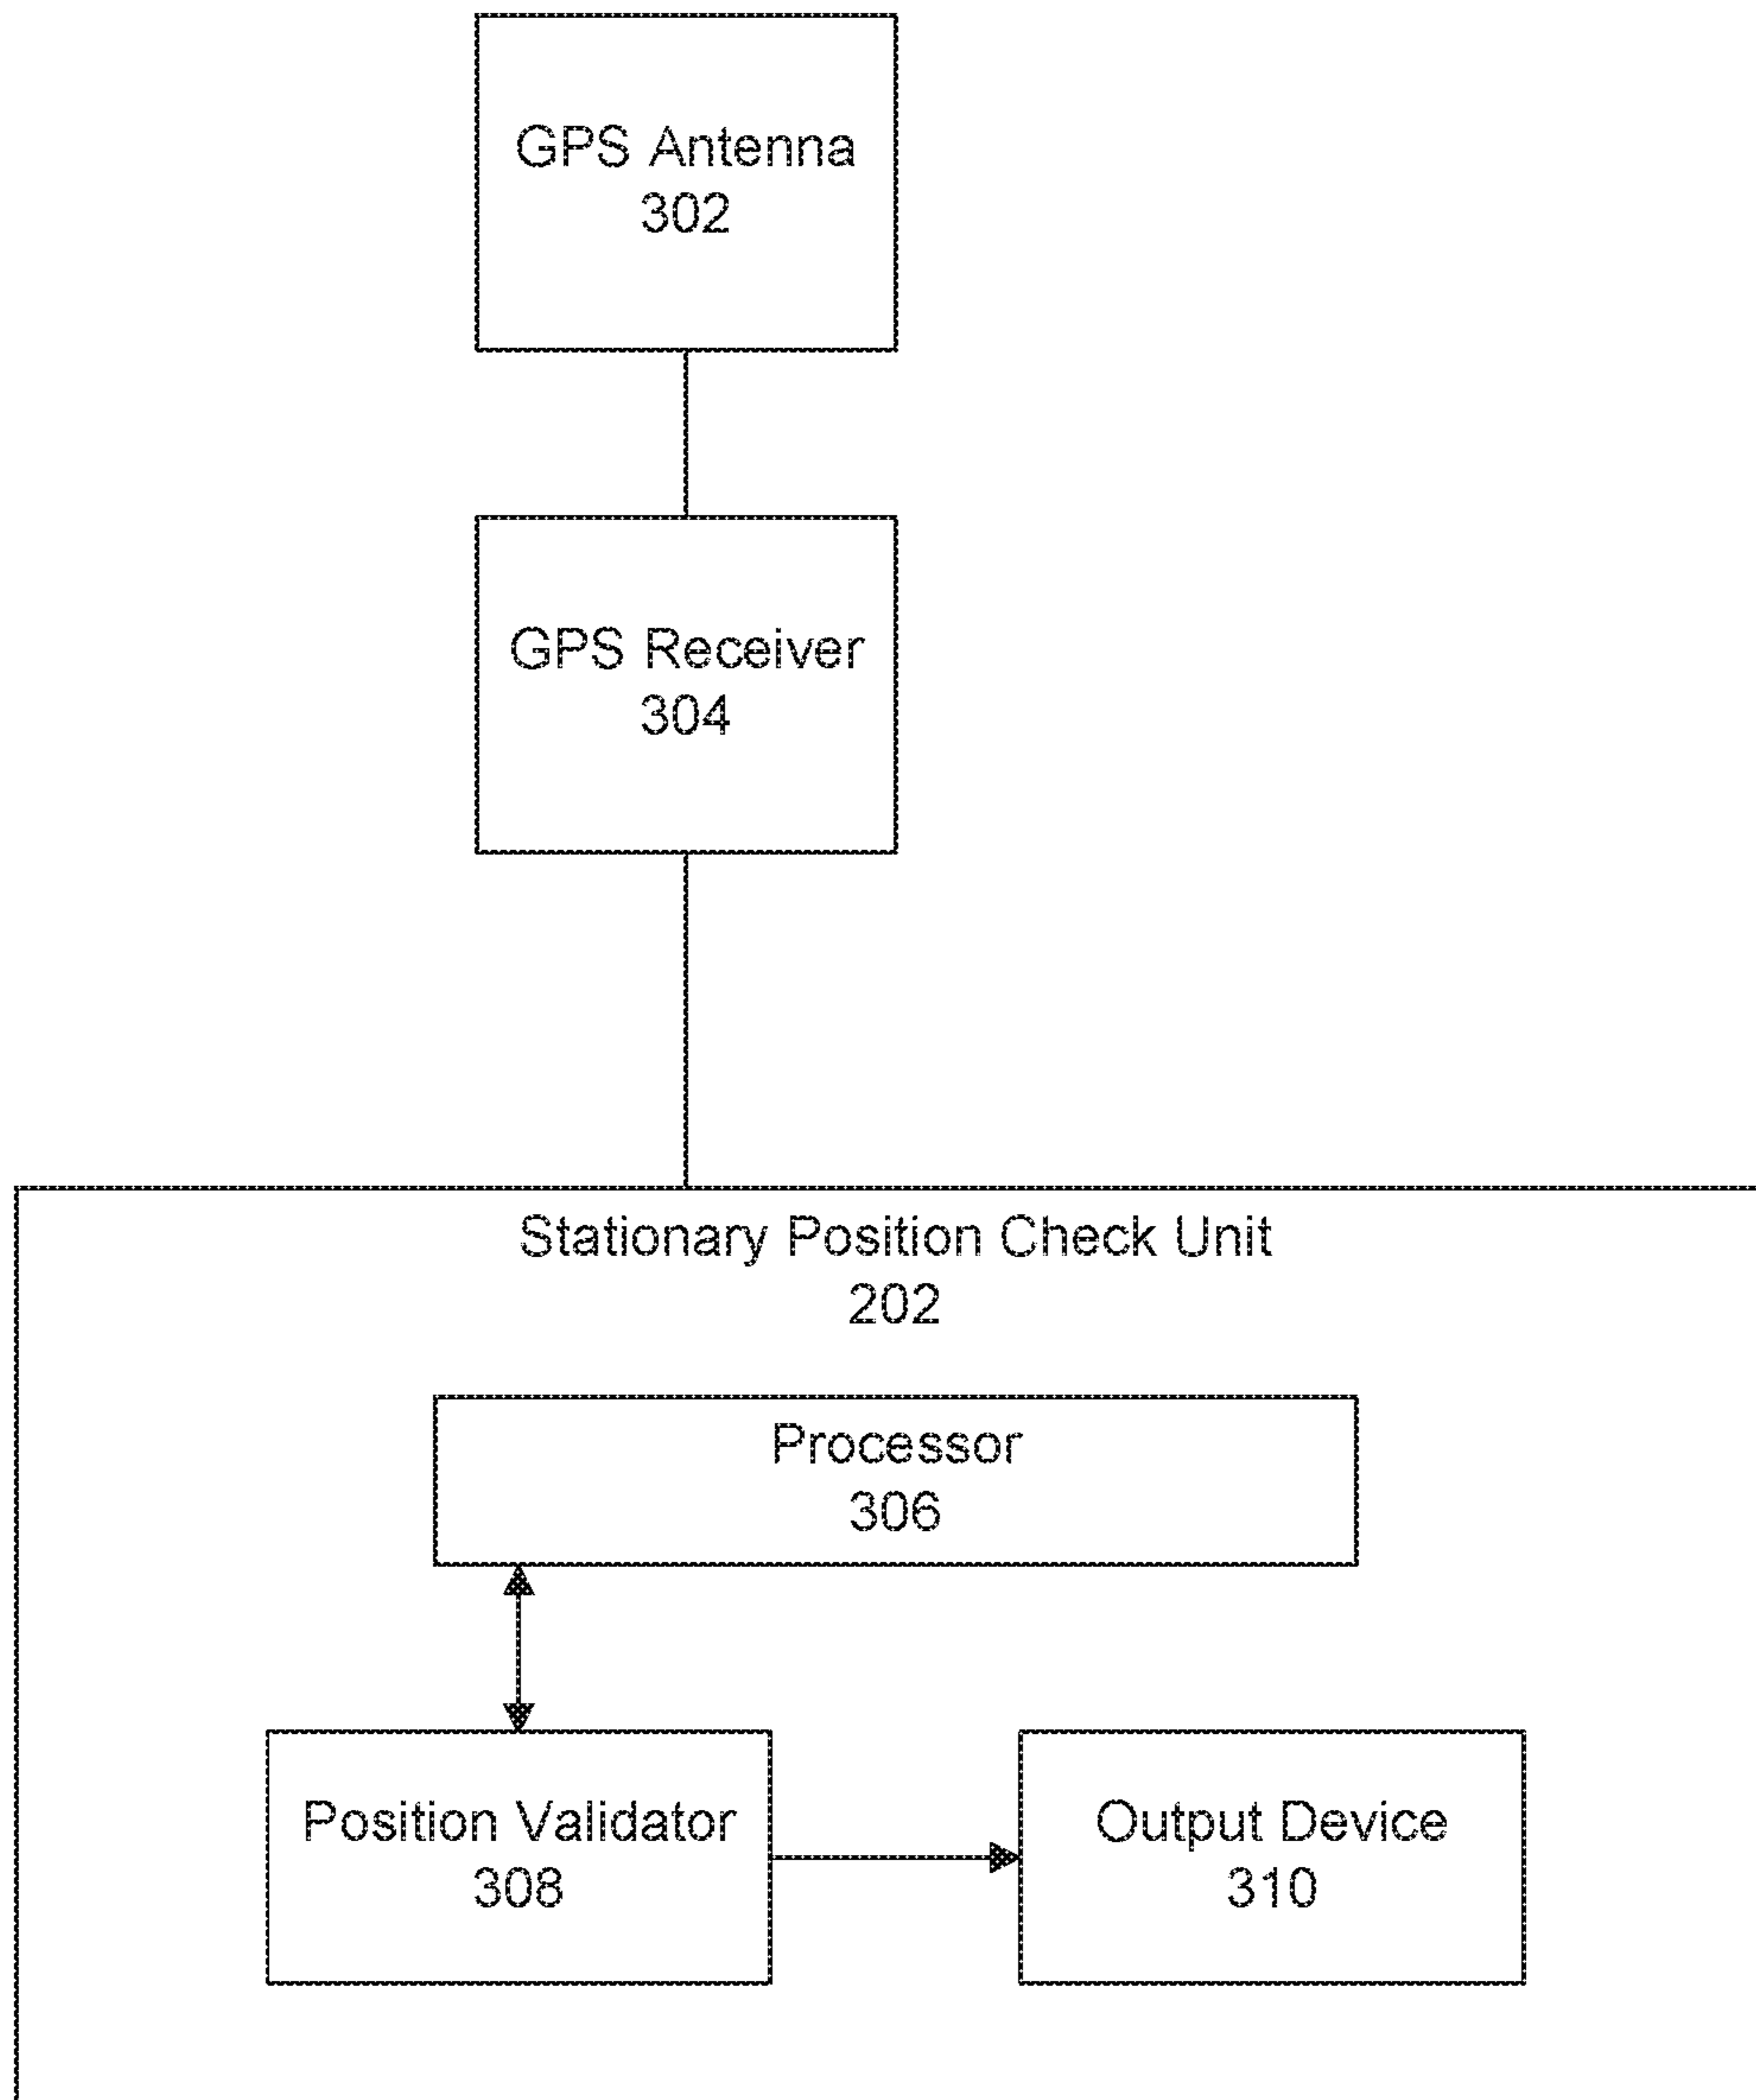 GPS Antenna
302
GPS Receiver
304
Stationary Position Check Unit
202
Processor
306
Position Validator
308
Output Device
310